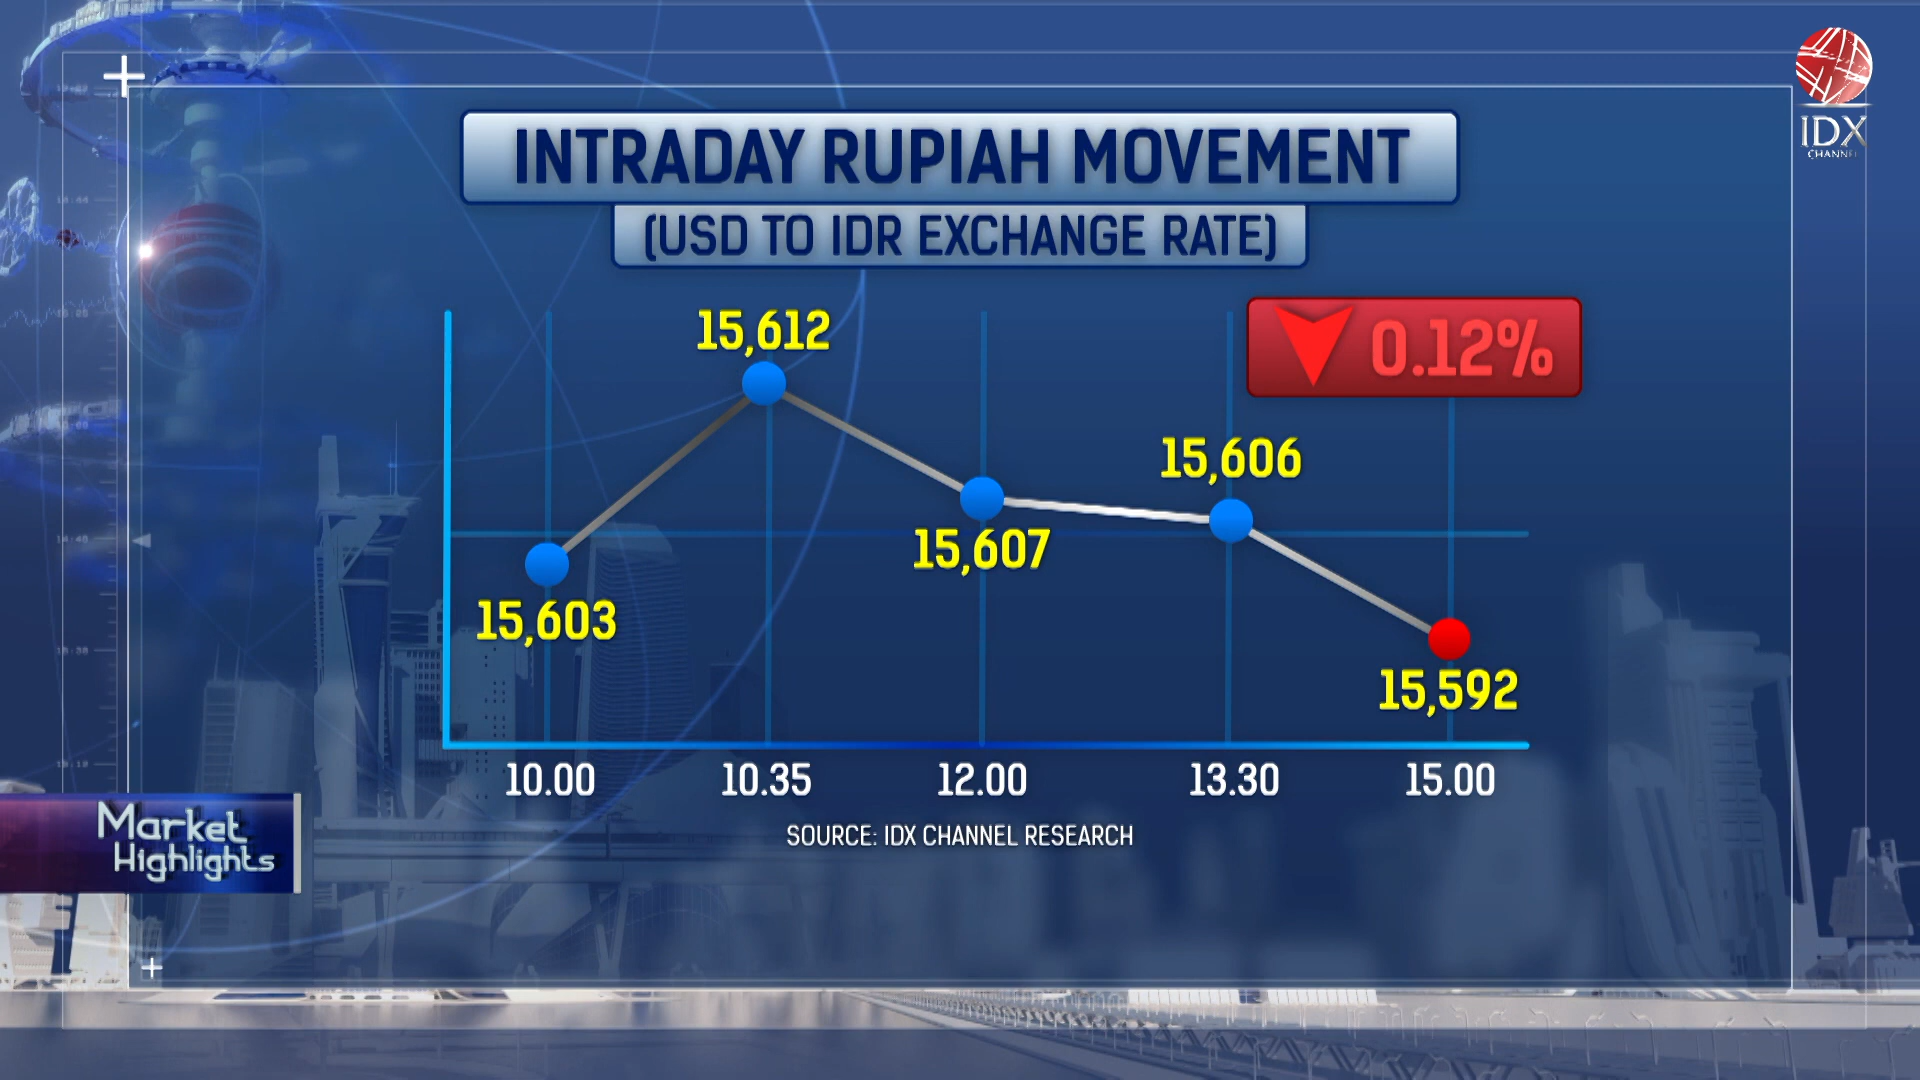 IDX
CHANNEL
INTRADAY RUPIAH MOVEMENT
(USD TO IDR EXCHANGE RATE)
0.12%
15,612
15,606
15,607
15,603
15,592
10.00 10.35 12.00 13.30 15.00
SOURCE: IDX CHANNEL RESEARCH
Market
Highlights